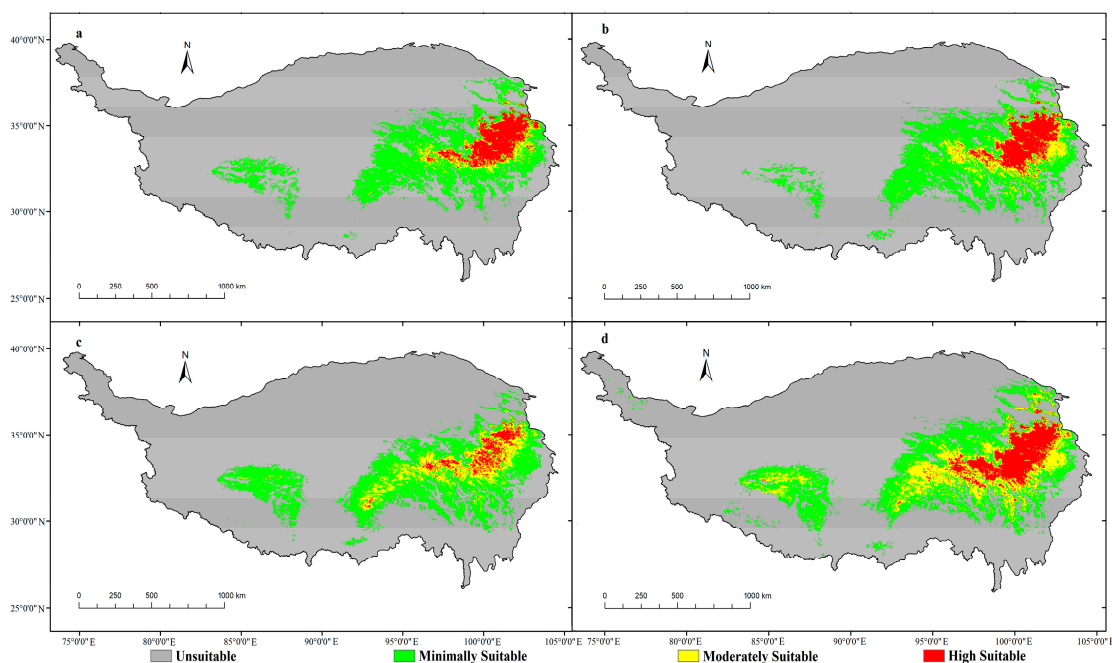 a
b
N
N
40°0'0"N
35°0'0"N
30°0'0"N
25°0'0"N
0 250 500 1000 km
0 250 500 1000 km
c
d
N
N
40°0'0"N
35°0'0"N
30°0'0"N
25°0'0"N
0 250 500 1000 km
0 250 500 1000 km
75°0'0"E 80°0'0"E 85°0'0"E 90°0'0"E 95°0'0"E 100°0'0"E 105°0'0"E 75°0'0"E 80°0'0"E 85°0'0"E 90°0'0"E 95°0'0"E 100°0'0"E 105°0'0"E
Unsuitable Minimally Suitable Moderately Suitable High Suitable